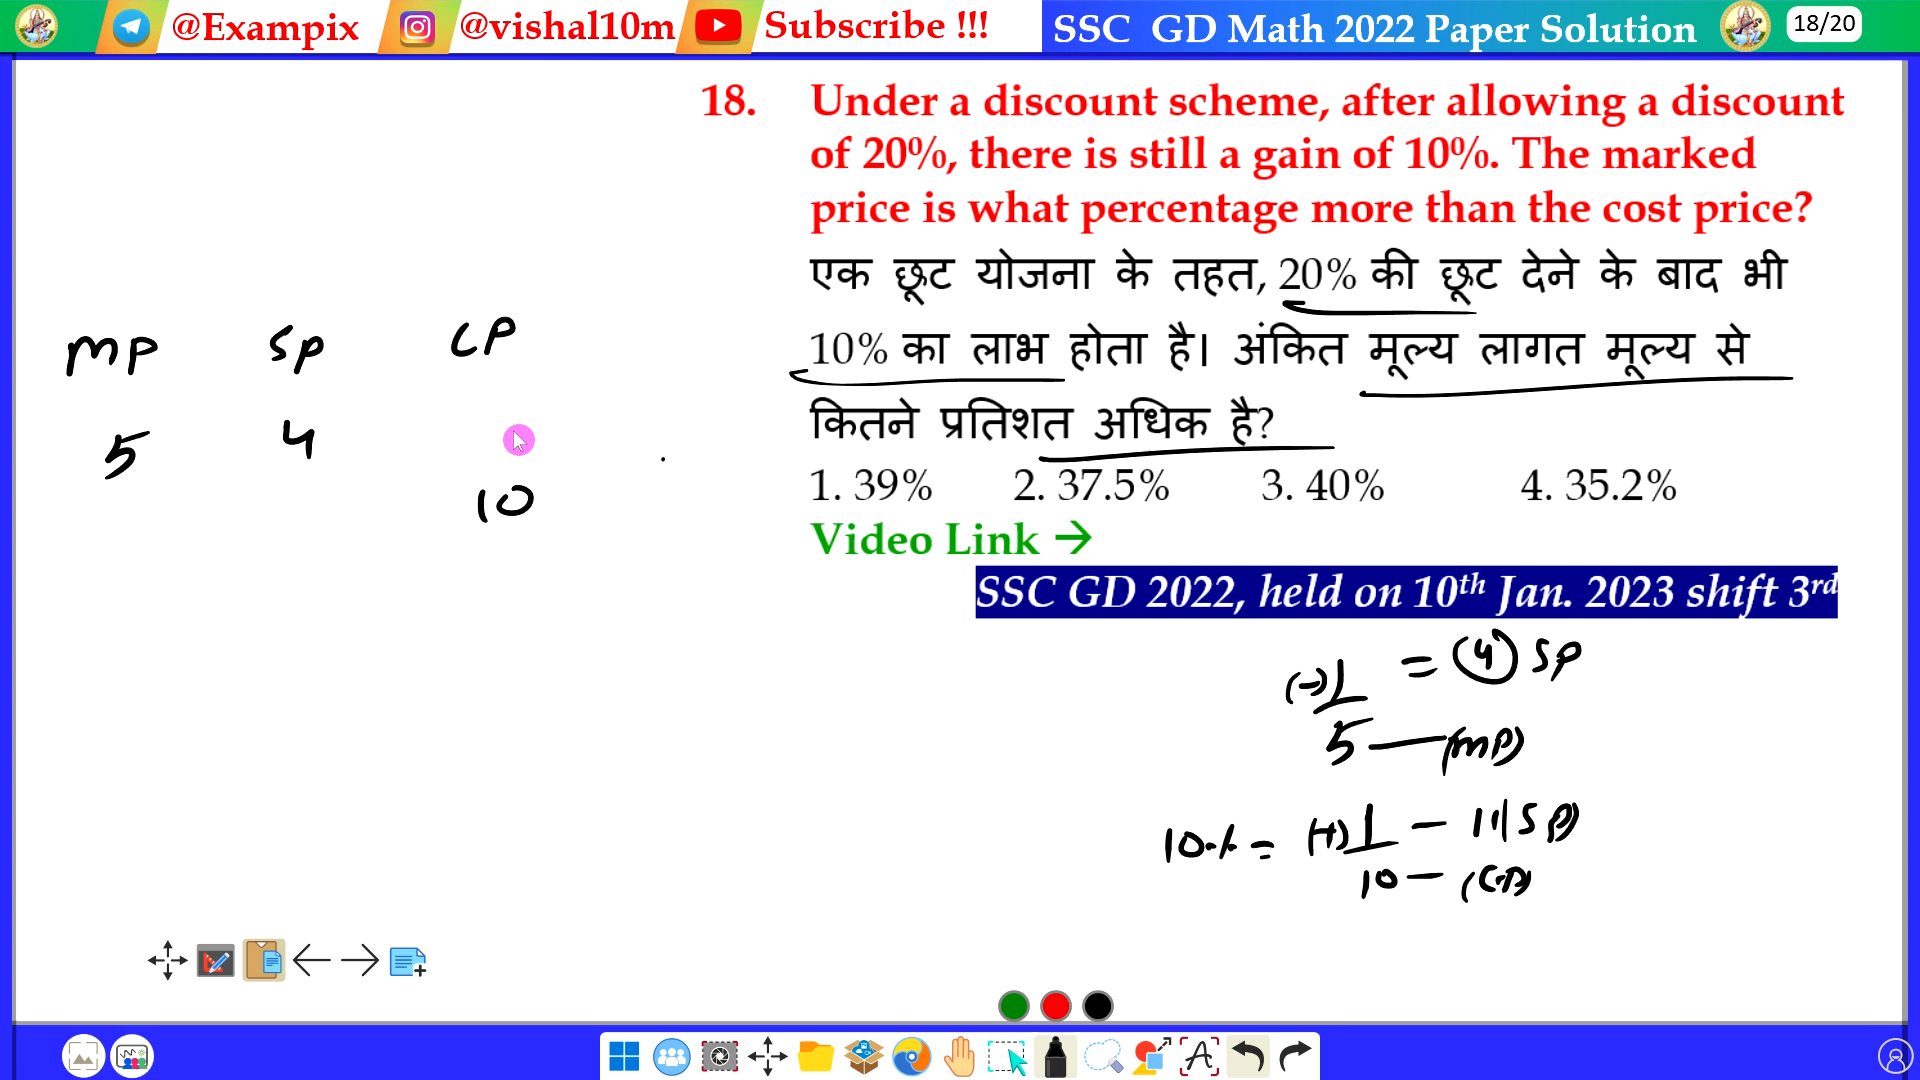 @Exampix @vishal10m Subscribe !!! SSC GD Math 2022 Paper Solution 18/20
18. Under a discount scheme, after allowing a discount
of 20%, there is still a gain of 10%. The marked
price is what percentage more than the cost price?
एक छूट योजना के तहत, 20% की छूट देने के बाद भी
10% का लाभ होता है। अंकित मूल्य लागत मूल्य से
कितने प्रतिशत अधिक है?
1. 39% 2. 37.5% 3. 40% 4. 35.2%
Video Link →
SSC GD 2022, held on 10th Jan. 2023 shift 3rd
MP SP CP
5 4
10
(-)1 = (4) SP
5 — (MP)
10% = (+)1 — 11(SP)
10 — (CP)